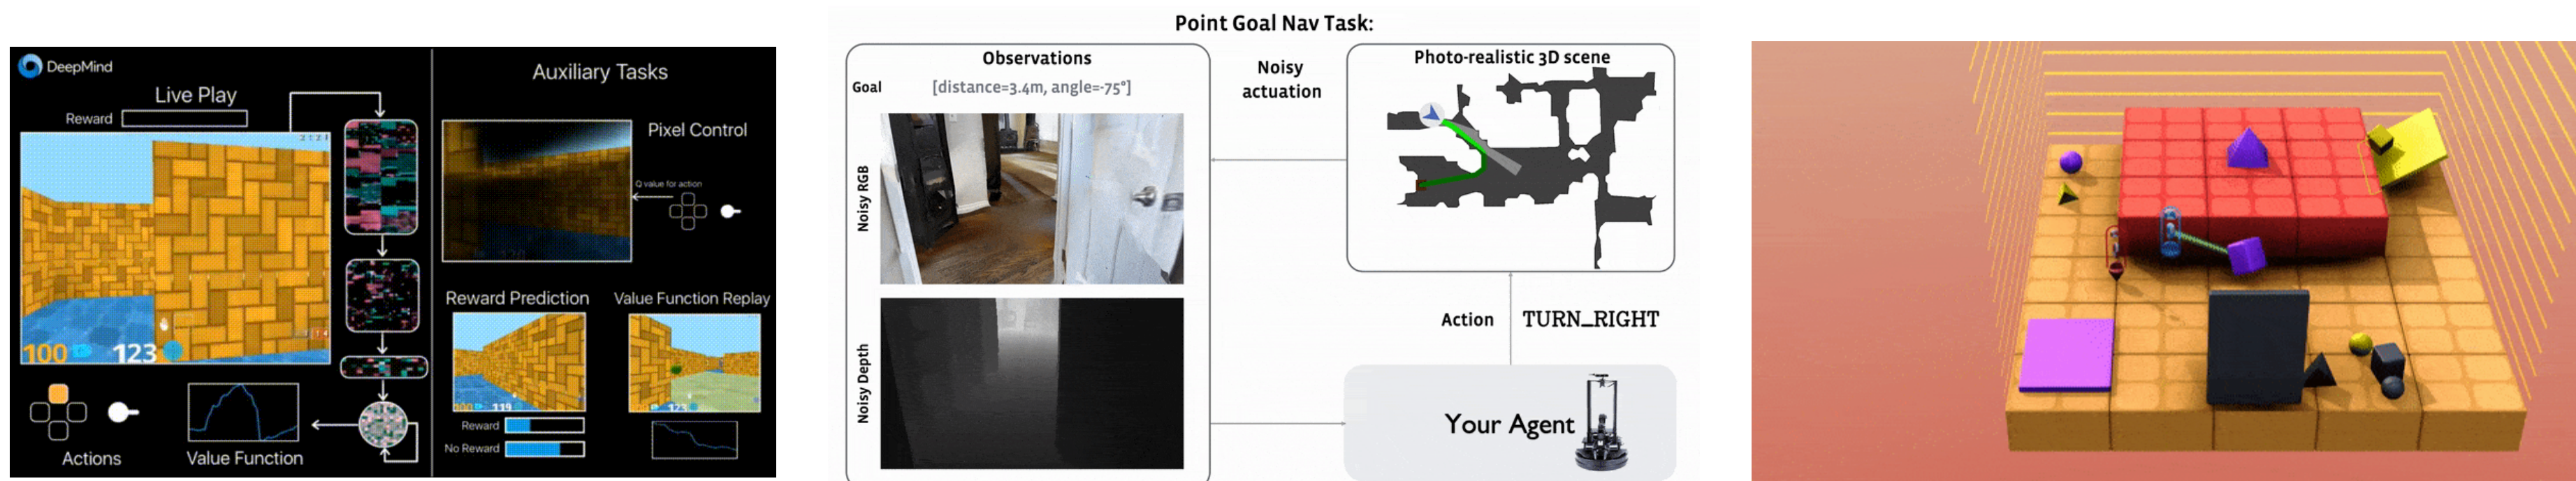 DeepMind
Live Play
Reward
100 123
Actions
Value Function
Auxiliary Tasks
Pixel Control
Q value for action
Reward Prediction
Value Function Replay
Reward
No Reward
Point Goal Nav Task:
Observations
Goal
[distance=3.4m, angle=-75°]
Noisy RGB
Noisy Depth
Noisy
actuation
Photo-realistic 3D scene
Action TURN_RIGHT
Your Agent